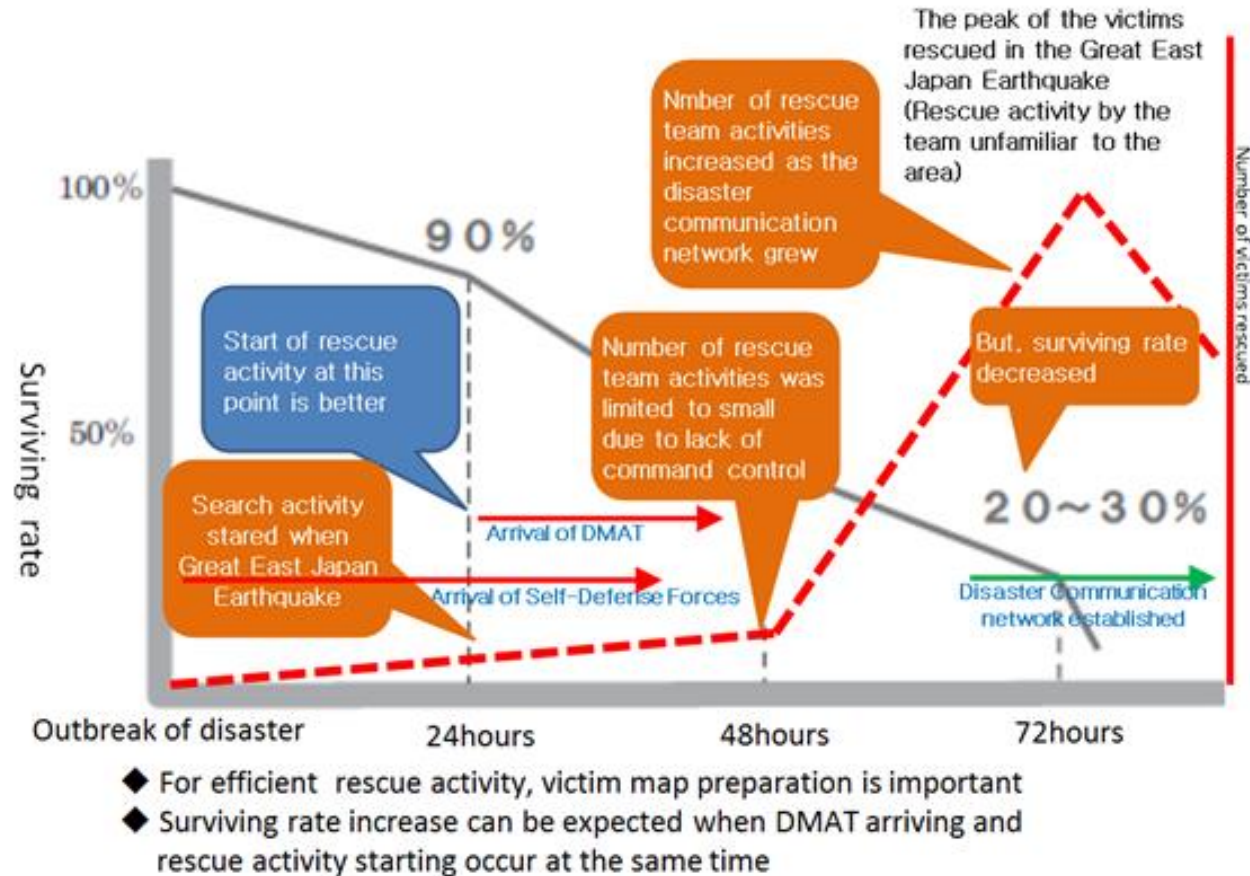 The peak of the victims
rescued in the Great East
Japan Earthquake
(Rescue activity by the
team unfamiliar to the
area)
Number of victims rescued
Nmber of rescue
team activities
increased as the
disaster
communication
network grew
100%
90%
Start of rescue
activity at this
point is better
Number of rescue
team activities was
limited to small
due to lack of
command control
But, surviving rate
decreased
Surviving rate
50%
Search activity
stared when
Great East Japan
Earthquake
Arrival of DMAT
Arrival of Self-Defense Forces
20~30%
Disaster Communication
network established
Outbreak of disaster
24hours
48hours
72hours
◆ For efficient rescue activity, victim map preparation is important
◆ Surviving rate increase can be expected when DMAT arriving and
rescue activity starting occur at the same time